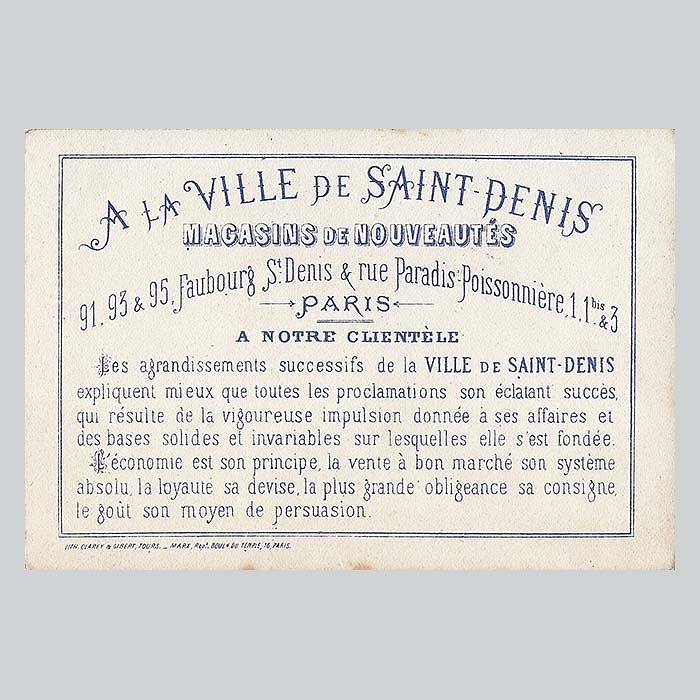 A LA VILLE DE SAINT-DENIS
MAGASINS DE NOUVEAUTÉS
91, 93 & 95, Faubourg St Denis & rue Paradis-Poissonnière, 1, 1bis & 3
PARIS
A NOTRE CLIENTÈLE
Les agrandissements successifs de la VILLE DE SAINT-DENIS
expliquent mieux que toutes les proclamations son éclatant succès,
qui résulte de la vigoureuse impulsion donnée à ses affaires et
des bases solides et invariables sur lesquelles elle s'est fondée.
L'économie est son principe, la vente à bon marché son système
absolu, la loyauté sa devise, la plus grande obligeance sa consigne,
le goût son moyen de persuasion.
LITH. CLAREY & GIBERT, TOURS. _ MARX, Rept. BOULd DU TEMPLE, 16, PARIS.